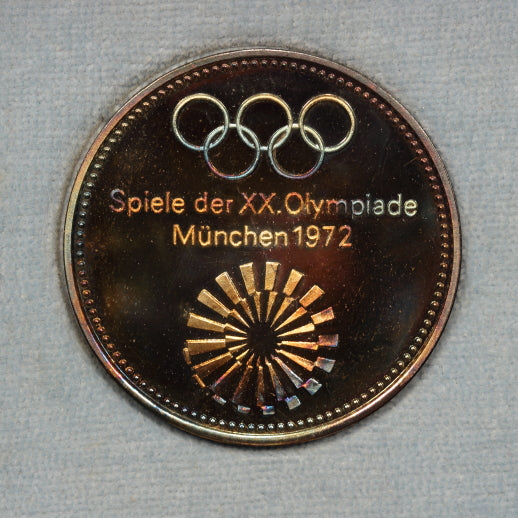 Spiele der XX. Olympiade
München 1972